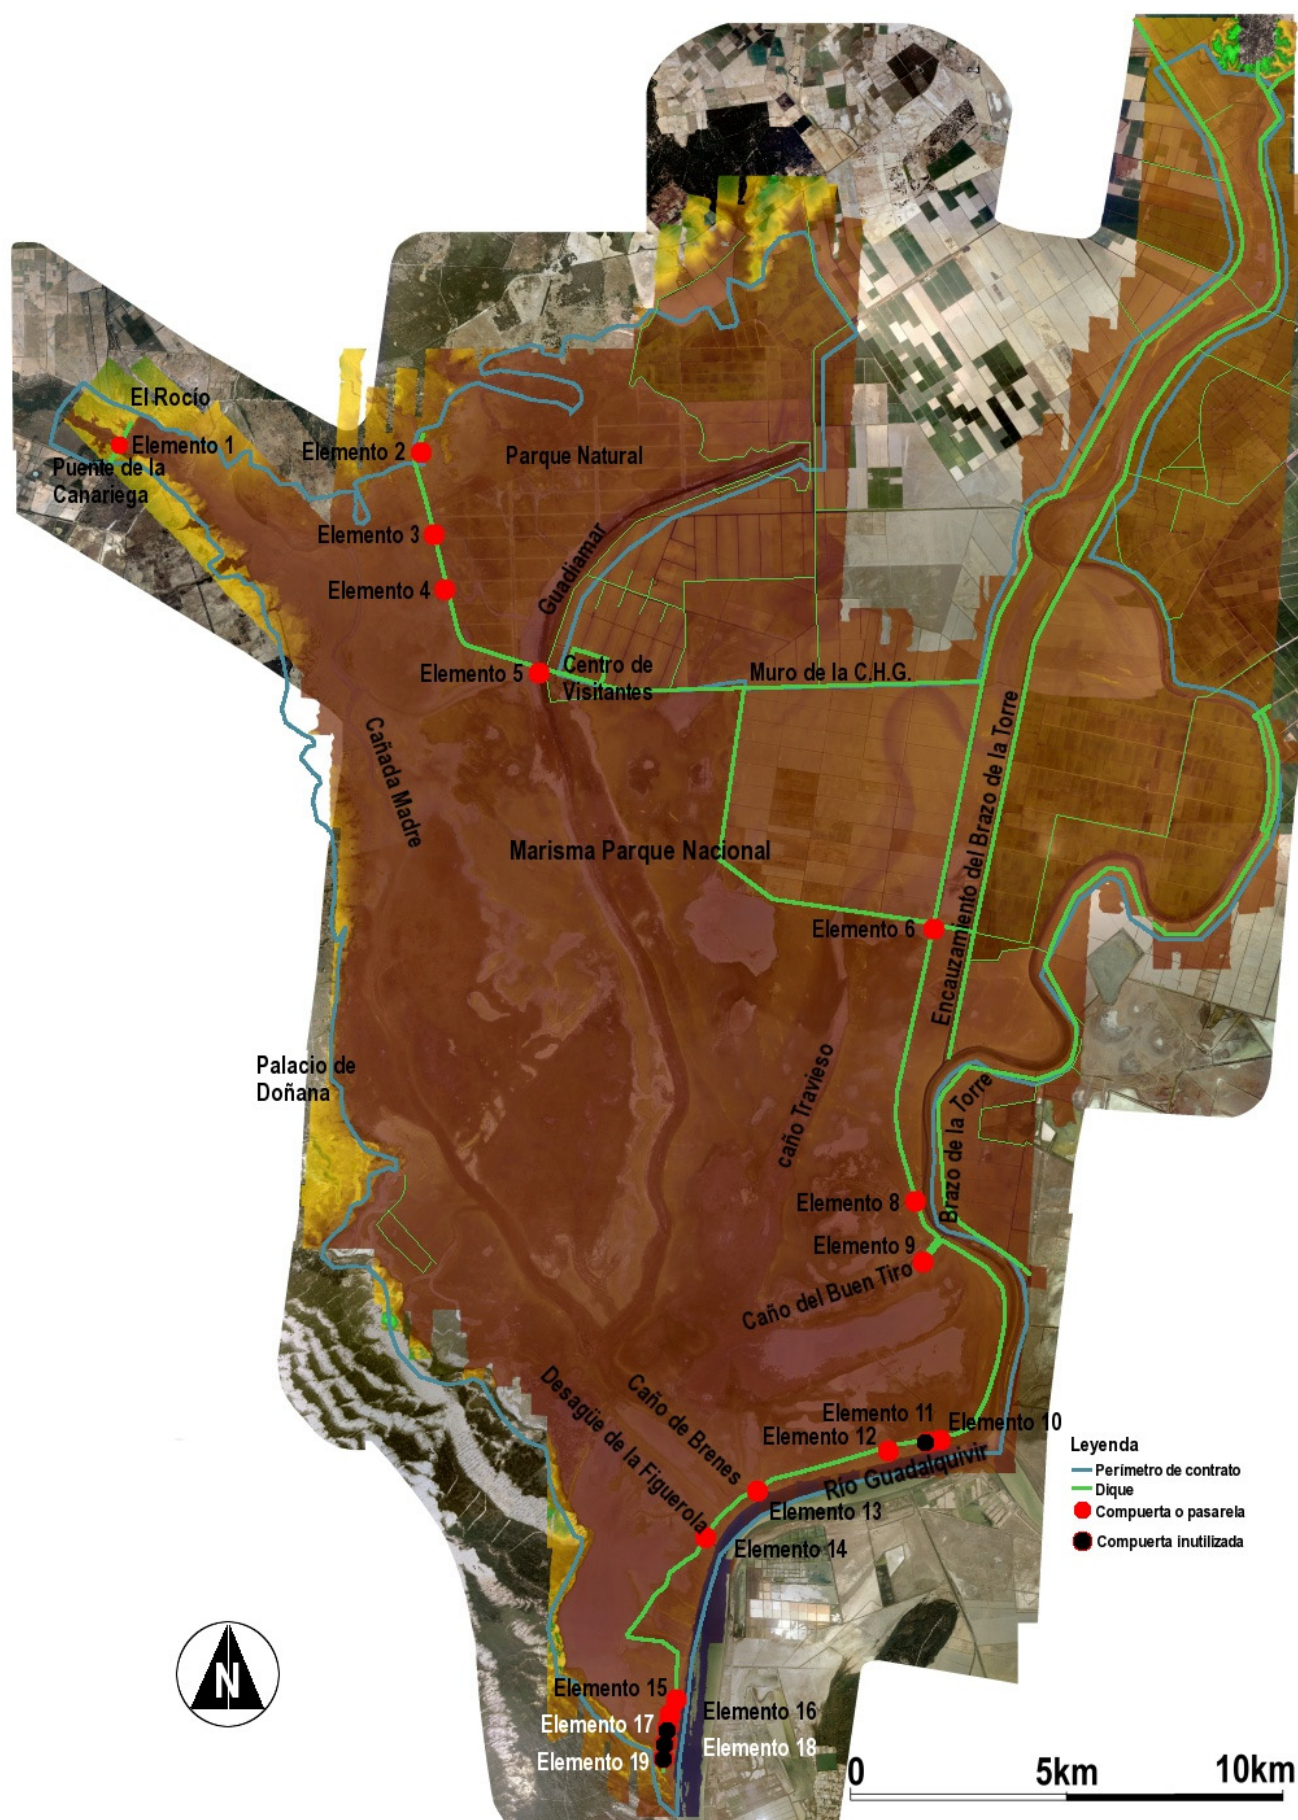 El Rocío
Elemento 1
Puente de la
Canariega
Elemento 2
Parque Natural
Elemento 3
Guadiamar
Elemento 4
Elemento 5
Centro de
Visitantes
Muro de la C.H.G.
Cañada Madre
Encauzamiento del Brazo de la Torre
Marisma Parque Nacional
Elemento 6
Palacio de
Doñana
caño Travieso
Brazo de la Torre
Elemento 8
Elemento 9
Caño del Buen Tiro
Desagüe de la Figuerola
Caño de Brenes
Elemento 11
Elemento 10
Elemento 12
Río Guadalquivir
Elemento 13
Elemento 14
Leyenda
Perímetro de contrato
Dique
Compuerta o pasarela
Compuerta inutilizada
N
Elemento 15
Elemento 16
Elemento 17
Elemento 18
Elemento 19
0 5km 10km